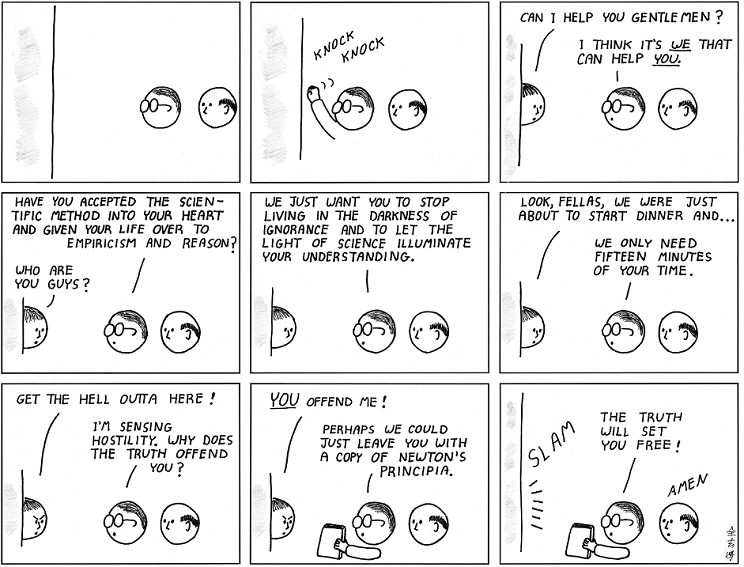 KNOCK
KNOCK
CAN I HELP YOU GENTLEMEN?
I THINK IT'S WE THAT
CAN HELP YOU.
HAVE YOU ACCEPTED THE SCIEN-
TIFIC METHOD INTO YOUR HEART
AND GIVEN YOUR LIFE OVER TO
EMPIRICISM AND REASON?
WHO ARE
YOU GUYS?
WE JUST WANT YOU TO STOP
LIVING IN THE DARKNESS OF
IGNORANCE AND TO LET THE
LIGHT OF SCIENCE ILLUMINATE
YOUR UNDERSTANDING.
LOOK, FELLAS, WE WERE JUST
ABOUT TO START DINNER AND...
WE ONLY NEED
FIFTEEN MINUTES
OF YOUR TIME.
GET THE HELL OUTTA HERE!
I'M SENSING
HOSTILITY. WHY DOES
THE TRUTH OFFEND
YOU?
YOU OFFEND ME!
PERHAPS WE COULD
JUST LEAVE YOU WITH
A COPY OF NEWTON'S
PRINCIPIA.
SLAM
THE TRUTH
WILL SET
YOU FREE!
AMEN